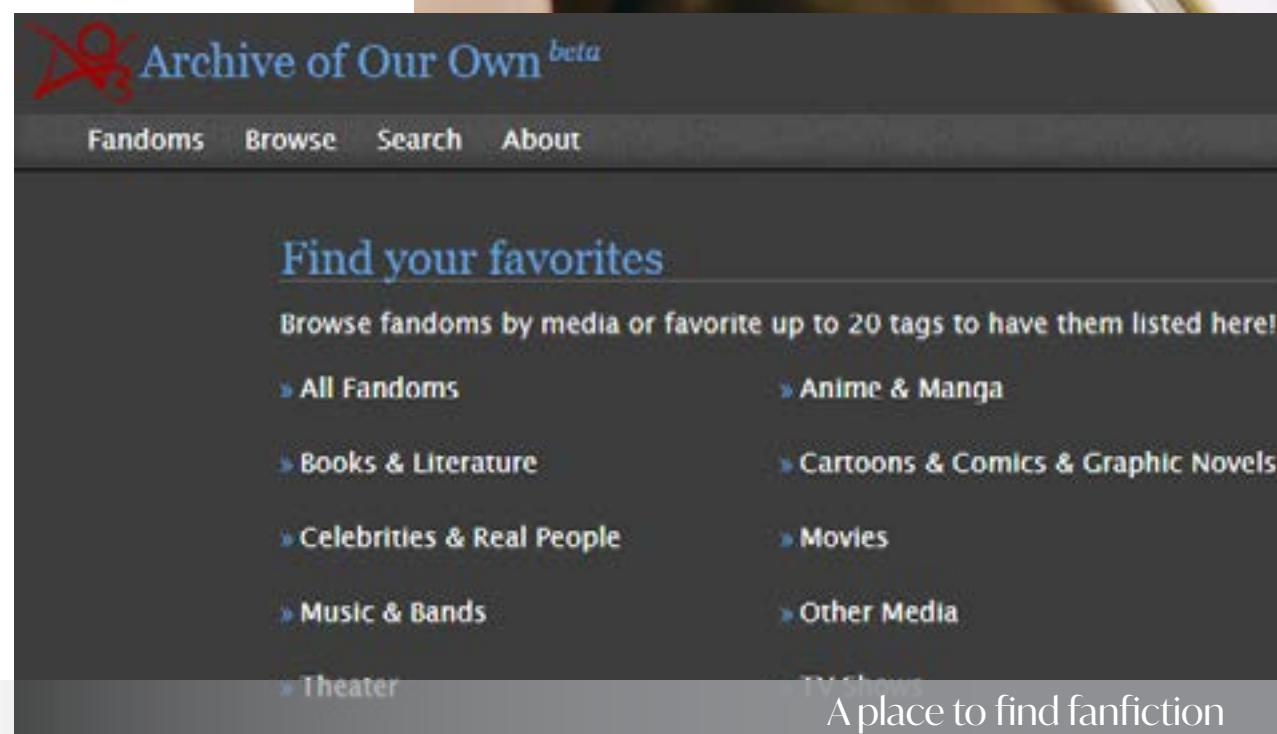 Archive of Our Own beta
Fandoms Browse Search About
Find your favorites
Browse fandoms by media or favorite up to 20 tags to have them listed here!
» All Fandoms » Anime & Manga
» Books & Literature » Cartoons & Comics & Graphic Novels
» Celebrities & Real People » Movies
» Music & Bands » Other Media
» Theater » TV Shows
A place to find fanfiction